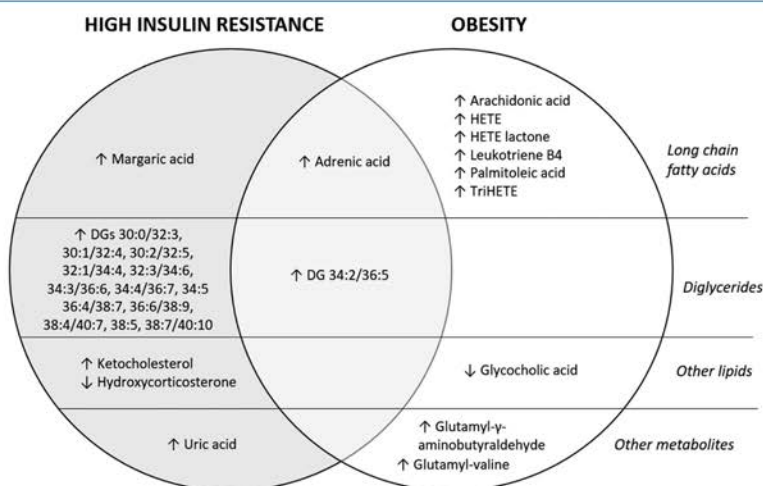 HIGH INSULIN RESISTANCE
OBESITY
↑ Margaric acid
↑ Adrenic acid
↑ Arachidonic acid
↑ HETE
↑ HETE lactone
↑ Leukotriene B4
↑ Palmitoleic acid
↑ TriHETE
Long chain
fatty acids
↑ DGs 30:0/32:3,
30:1/32:4, 30:2/32:5,
32:1/34:4, 32:3/34:6,
34:3/36:6, 34:4/36:7, 34:5
36:4/38:7, 36:6/38:9,
38:4/40:7, 38:5, 38:7/40:10
↑ DG 34:2/36:5
Diglycerides
↑ Ketocholesterol
↓ Hydroxycorticosterone
↓ Glycocholic acid
Other lipids
↑ Uric acid
↑ Glutamyl-γ-
aminobutyraldehyde
↑ Glutamyl-valine
Other metabolites